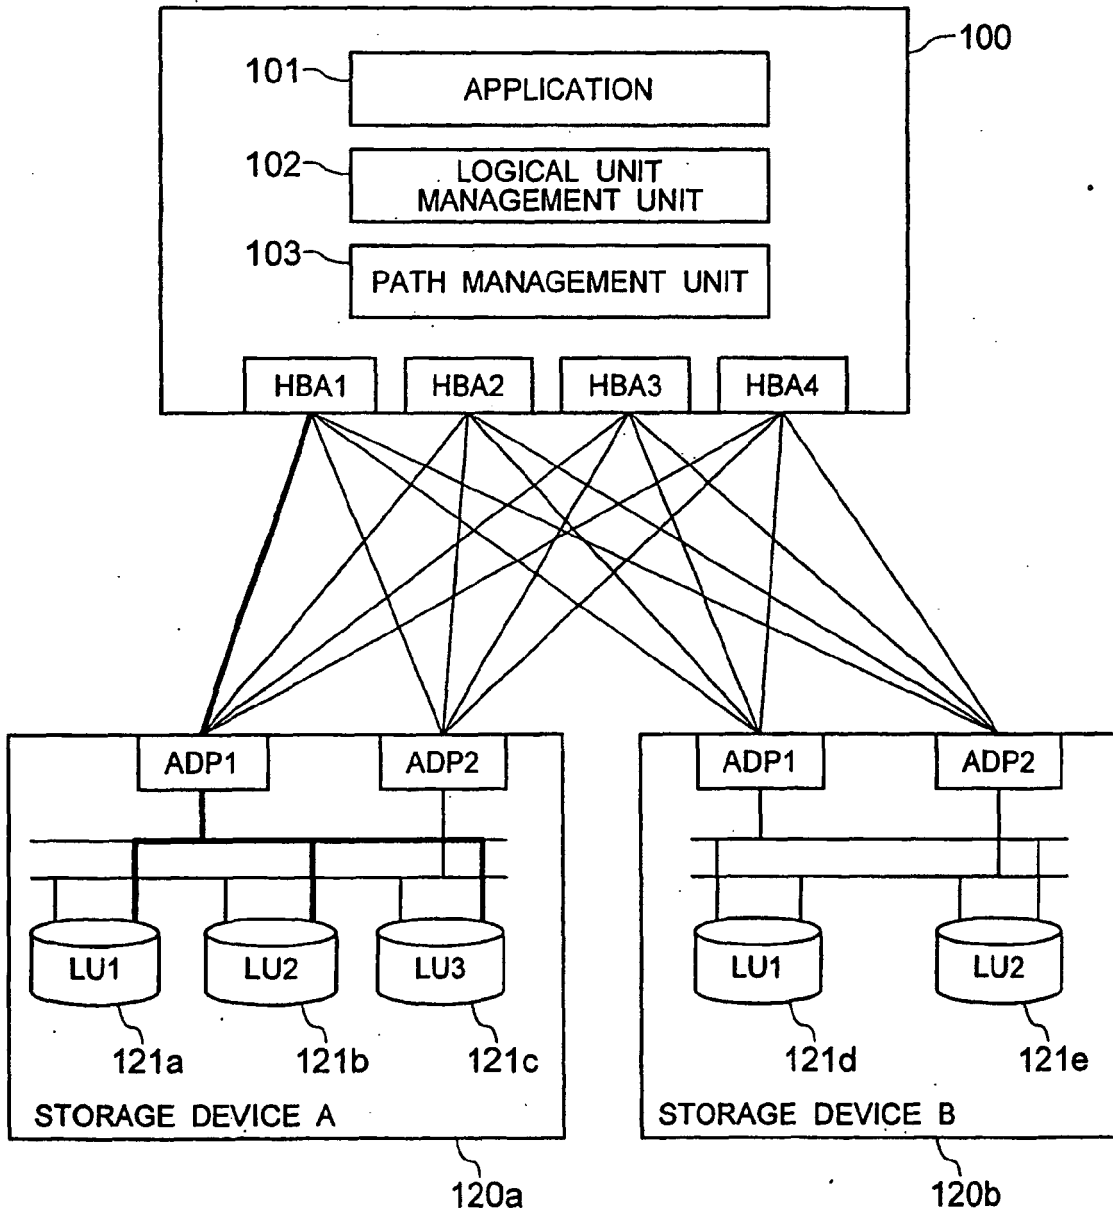 100
101
APPLICATION
102
LOGICAL UNIT
MANAGEMENT UNIT
103
PATH MANAGEMENT UNIT
HBA1
HBA2
HBA3
HBA4
ADP1
ADP2
ADP1
ADP2
LU1
LU2
LU3
LU1
LU2
121a
121b
121c
121d
121e
STORAGE DEVICE A
STORAGE DEVICE B
120a
120b